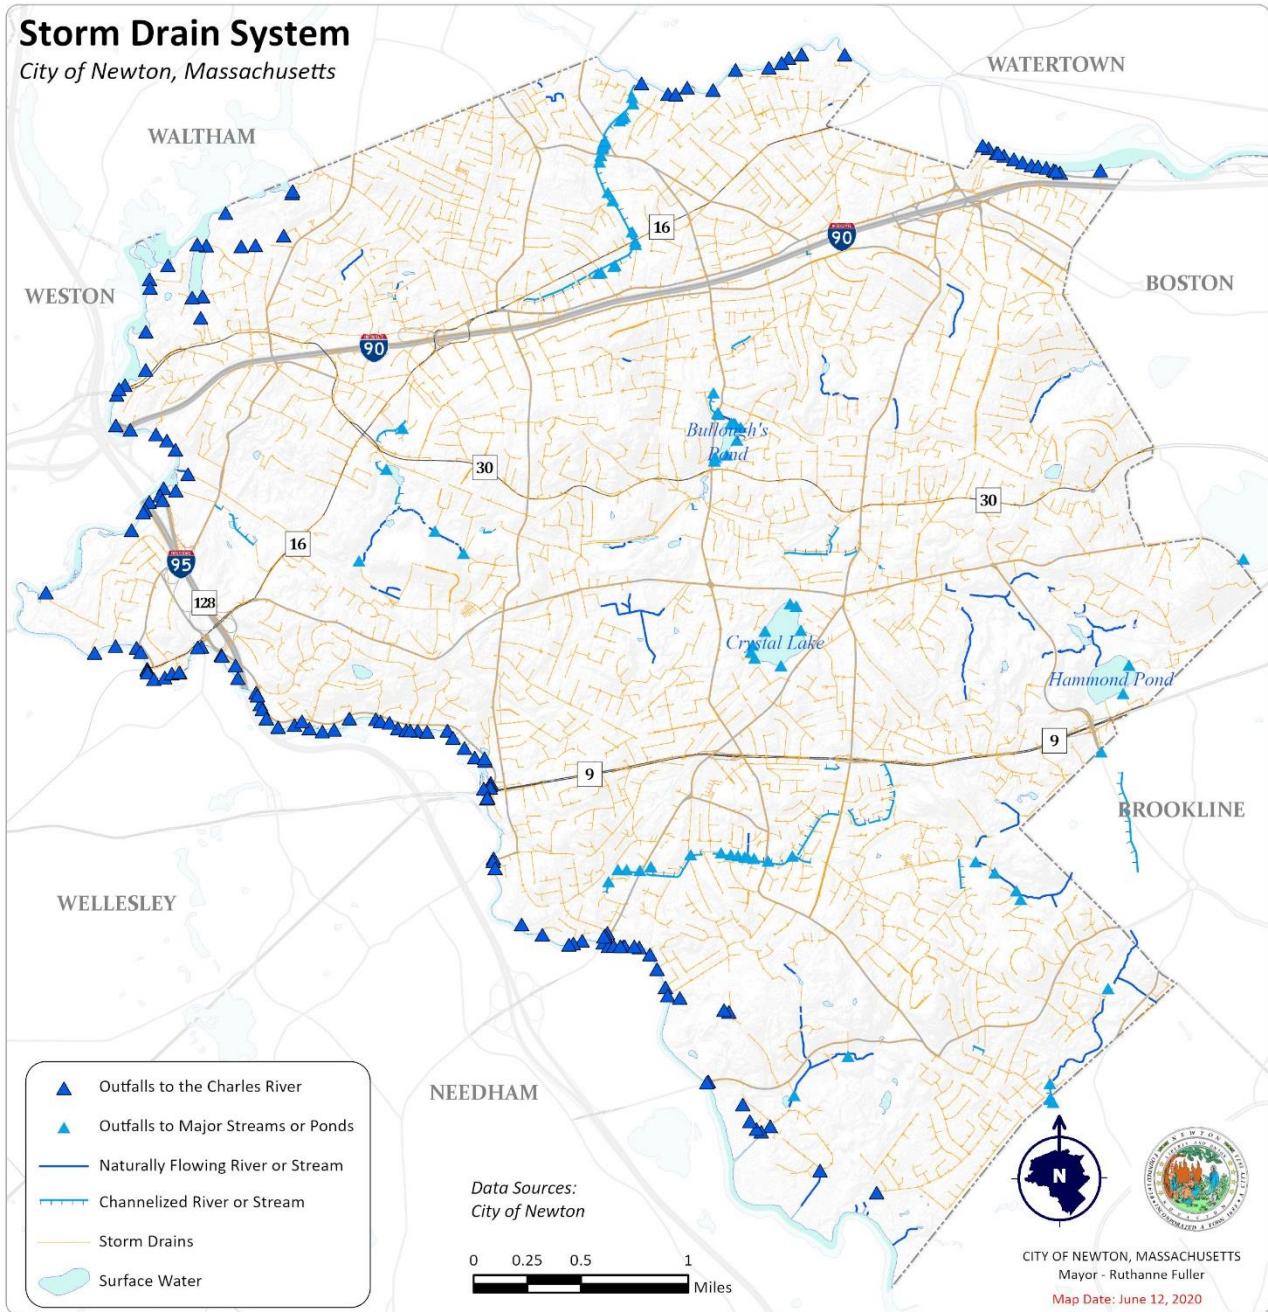 Storm Drain System
City of Newton, Massachusetts
WATERTOWN
WALTHAM
16
90
WESTON
BOSTON
90
Bullough's
Pond
30
30
16
95
128
Crystal Lake
Hammond Pond
9
9
BROOKLINE
WELLESLEY
NEEDHAM
Outfalls to the Charles River
Outfalls to Major Streams or Ponds
Naturally Flowing River or Stream
Channelized River or Stream
Storm Drains
Surface Water
Data Sources:
City of Newton
0 0.25 0.5 1
Miles
N
CITY OF NEWTON, MASSACHUSETTS
Mayor - Ruthanne Fuller
Map Date: June 12, 2020